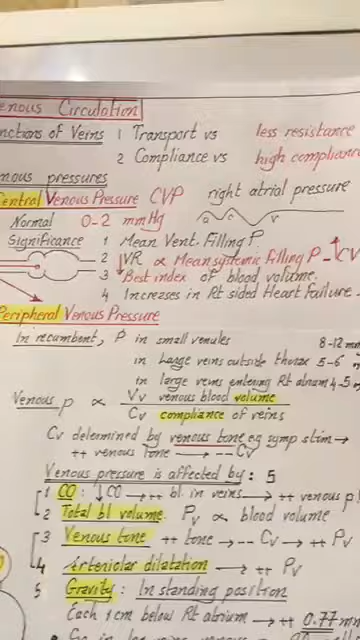 enous Circulation
nctions of Veins 1 Transport vs less resistance
2 Compliance vs high complianc
nous pressures
Central Venous Pressure CVP right atrial pressure
a c v
Normal 0-2 mmHg
Significance 1 Mean Vent. Filling P.
2 ↓VR ∝ Mean systemic filling P - ↑CV
3 Best index of blood volume.
4 Increases in Rt sided Heart Failure
Peripheral Venous Pressure
In recumbent, P in small venules 8-12 mm
in Large veins outside thorax 5-6
in large veins entering Rt atrium 4-5
Venous P ∝ Vv venous blood volume
Cv compliance of veins
Cv determined by venous tone eg symp stim →
++ venous tone → -- Cv
Venous pressure is affected by: 5
1 CO: ↓CO → ++ bl. in veins → ++ venous p!
2 Total bl volume. Pv ∝ blood volume
3 Venous tone ++ tone → -- Cv → ++ Pv
4 Arteriolar dilatation → ++ Pv
5 Gravity: In standing position
Each 1 cm below Rt atrium → ++ 0.77 m